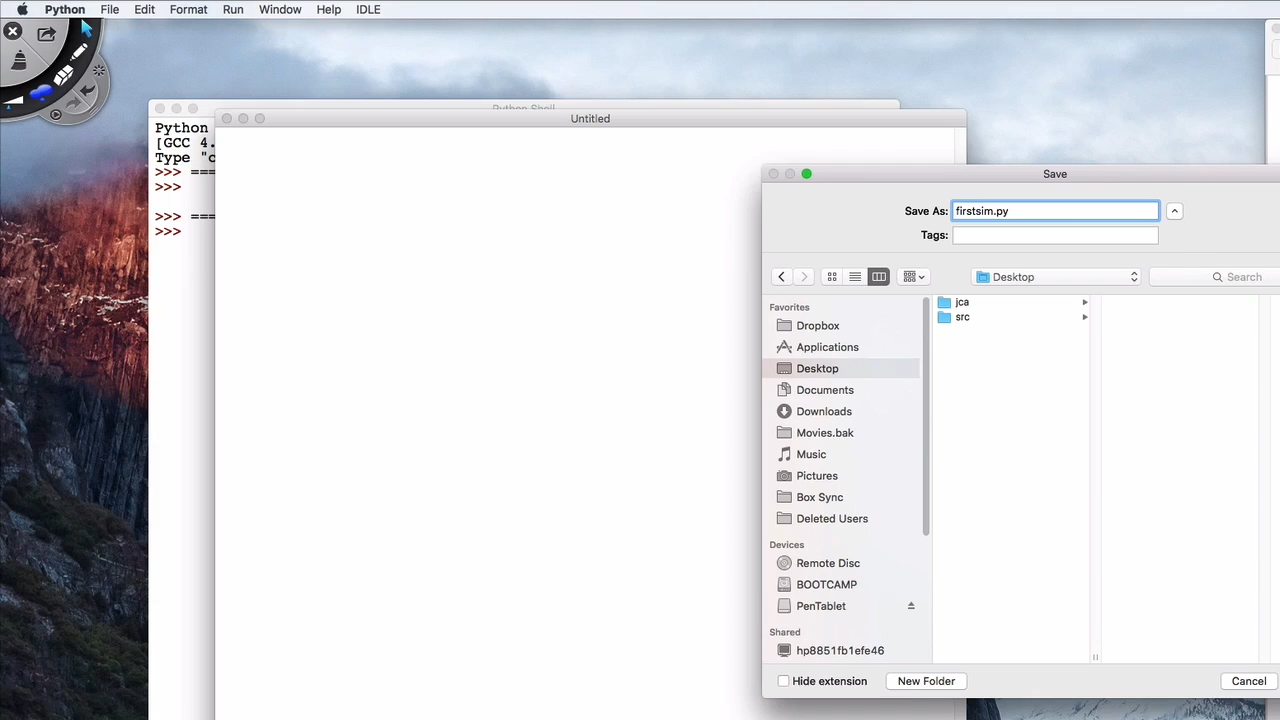 Python File Edit Format Run Window Help IDLE
Python Shell
Untitled
Python
[GCC 4.
Type "c
>>> ===
>>>
>>> ===
>>>
Save
Save As: firstsim.py
Tags:
Desktop
Search
Favorites
Dropbox
Applications
Desktop
Documents
Downloads
Movies.bak
Music
Pictures
Box Sync
Deleted Users
Devices
Remote Disc
BOOTCAMP
PenTablet
Shared
hp8851fb1efe46
jca
src
Hide extension
New Folder
Cancel